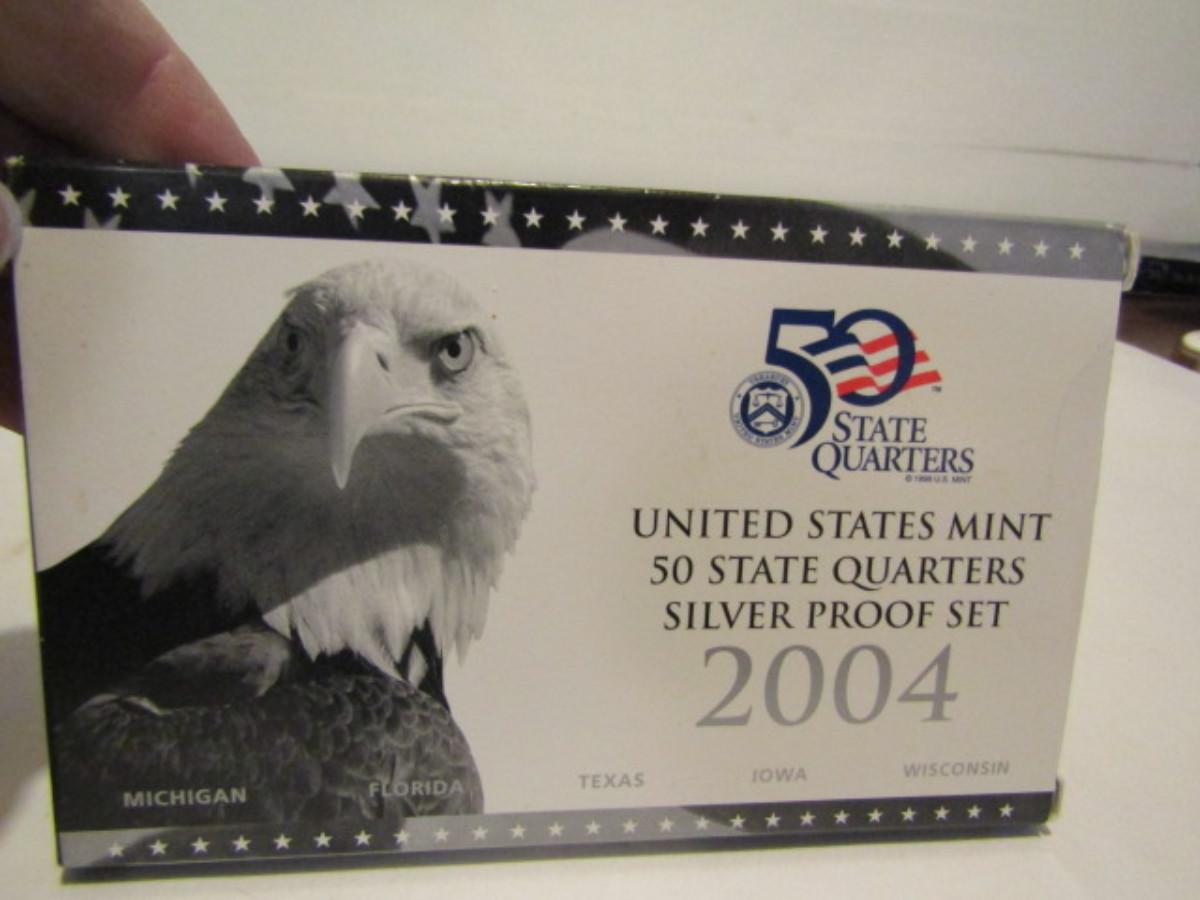 50
STATE
QUARTERS
© 1998 U.S. MINT
UNITED STATES MINT
50 STATE QUARTERS
SILVER PROOF SET
2004
MICHIGAN FLORIDA TEXAS IOWA WISCONSIN